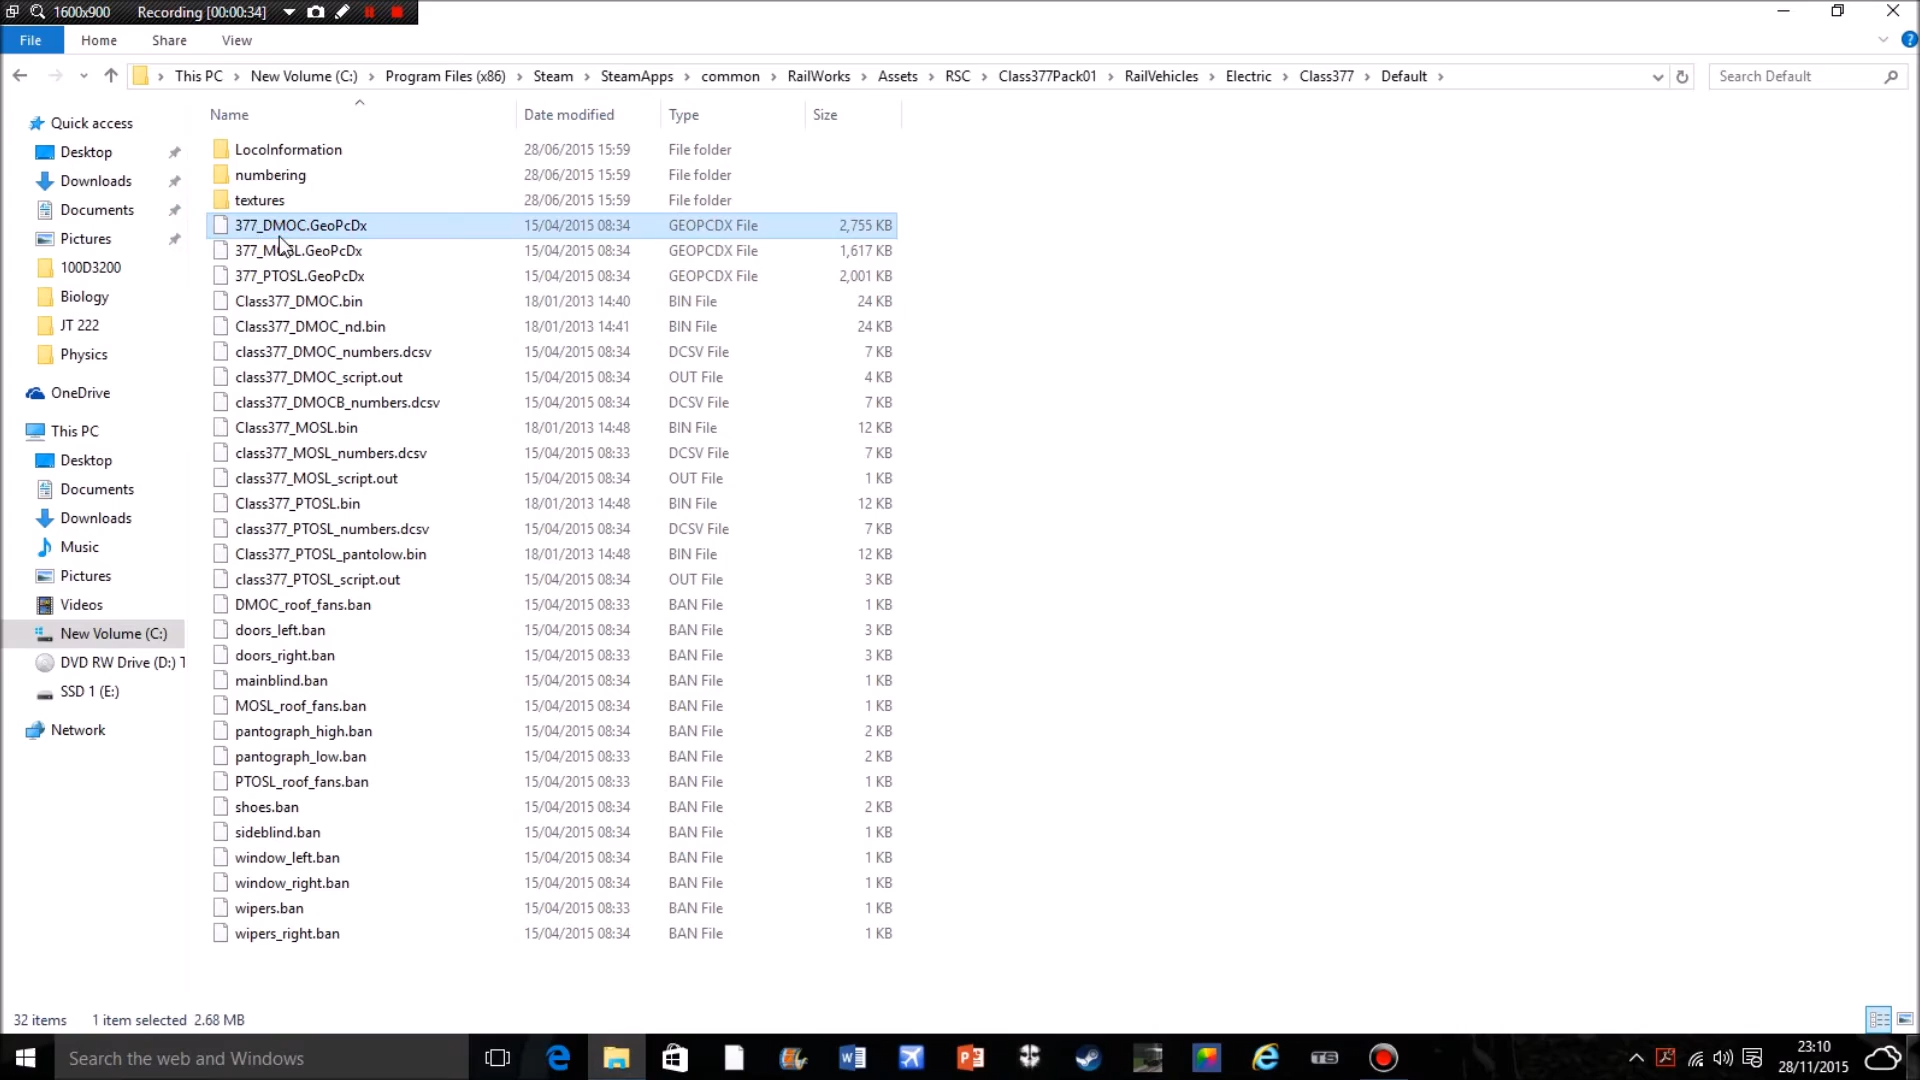 1600x900 Recording [00:00:34]
File Home Share View
This PC New Volume (C:) Program Files (x86) Steam SteamApps common RailWorks Assets RSC Class377Pack01 RailVehicles Electric Class377 Default Search Default
Name Date modified Type Size
Quick access
Desktop
Downloads
Documents
Pictures
100D3200
Biology
JT 222
Physics
OneDrive
This PC
Desktop
Documents
Downloads
Music
Pictures
Videos
New Volume (C:)
DVD RW Drive (D:) T
SSD 1 (E:)
Network
LocoInformation 28/06/2015 15:59 File folder
numbering 28/06/2015 15:59 File folder
textures 28/06/2015 15:59 File folder
377_DMOC.GeoPcDx 15/04/2015 08:34 GEOPCDX File 2,755 KB
377_MOSL.GeoPcDx 15/04/2015 08:34 GEOPCDX File 1,617 KB
377_PTOSL.GeoPcDx 15/04/2015 08:34 GEOPCDX File 2,001 KB
Class377_DMOC.bin 18/01/2013 14:40 BIN File 24 KB
Class377_DMOC_nd.bin 18/01/2013 14:41 BIN File 24 KB
class377_DMOC_numbers.dcsv 15/04/2015 08:34 DCSV File 7 KB
class377_DMOC_script.out 15/04/2015 08:34 OUT File 4 KB
class377_DMOCB_numbers.dcsv 15/04/2015 08:34 DCSV File 7 KB
Class377_MOSL.bin 18/01/2013 14:48 BIN File 12 KB
class377_MOSL_numbers.dcsv 15/04/2015 08:33 DCSV File 7 KB
class377_MOSL_script.out 15/04/2015 08:34 OUT File 1 KB
Class377_PTOSL.bin 18/01/2013 14:48 BIN File 12 KB
class377_PTOSL_numbers.dcsv 15/04/2015 08:34 DCSV File 7 KB
Class377_PTOSL_pantolow.bin 18/01/2013 14:48 BIN File 12 KB
class377_PTOSL_script.out 15/04/2015 08:34 OUT File 3 KB
DMOC_roof_fans.ban 15/04/2015 08:33 BAN File 1 KB
doors_left.ban 15/04/2015 08:34 BAN File 3 KB
doors_right.ban 15/04/2015 08:33 BAN File 3 KB
mainblind.ban 15/04/2015 08:34 BAN File 1 KB
MOSL_roof_fans.ban 15/04/2015 08:34 BAN File 1 KB
pantograph_high.ban 15/04/2015 08:34 BAN File 2 KB
pantograph_low.ban 15/04/2015 08:33 BAN File 2 KB
PTOSL_roof_fans.ban 15/04/2015 08:33 BAN File 1 KB
shoes.ban 15/04/2015 08:34 BAN File 2 KB
sideblind.ban 15/04/2015 08:34 BAN File 1 KB
window_left.ban 15/04/2015 08:34 BAN File 1 KB
window_right.ban 15/04/2015 08:34 BAN File 1 KB
wipers.ban 15/04/2015 08:33 BAN File 1 KB
wipers_right.ban 15/04/2015 08:34 BAN File 1 KB
32 items 1 item selected 2.68 MB
Search the web and Windows
TS
23:10
28/11/2015